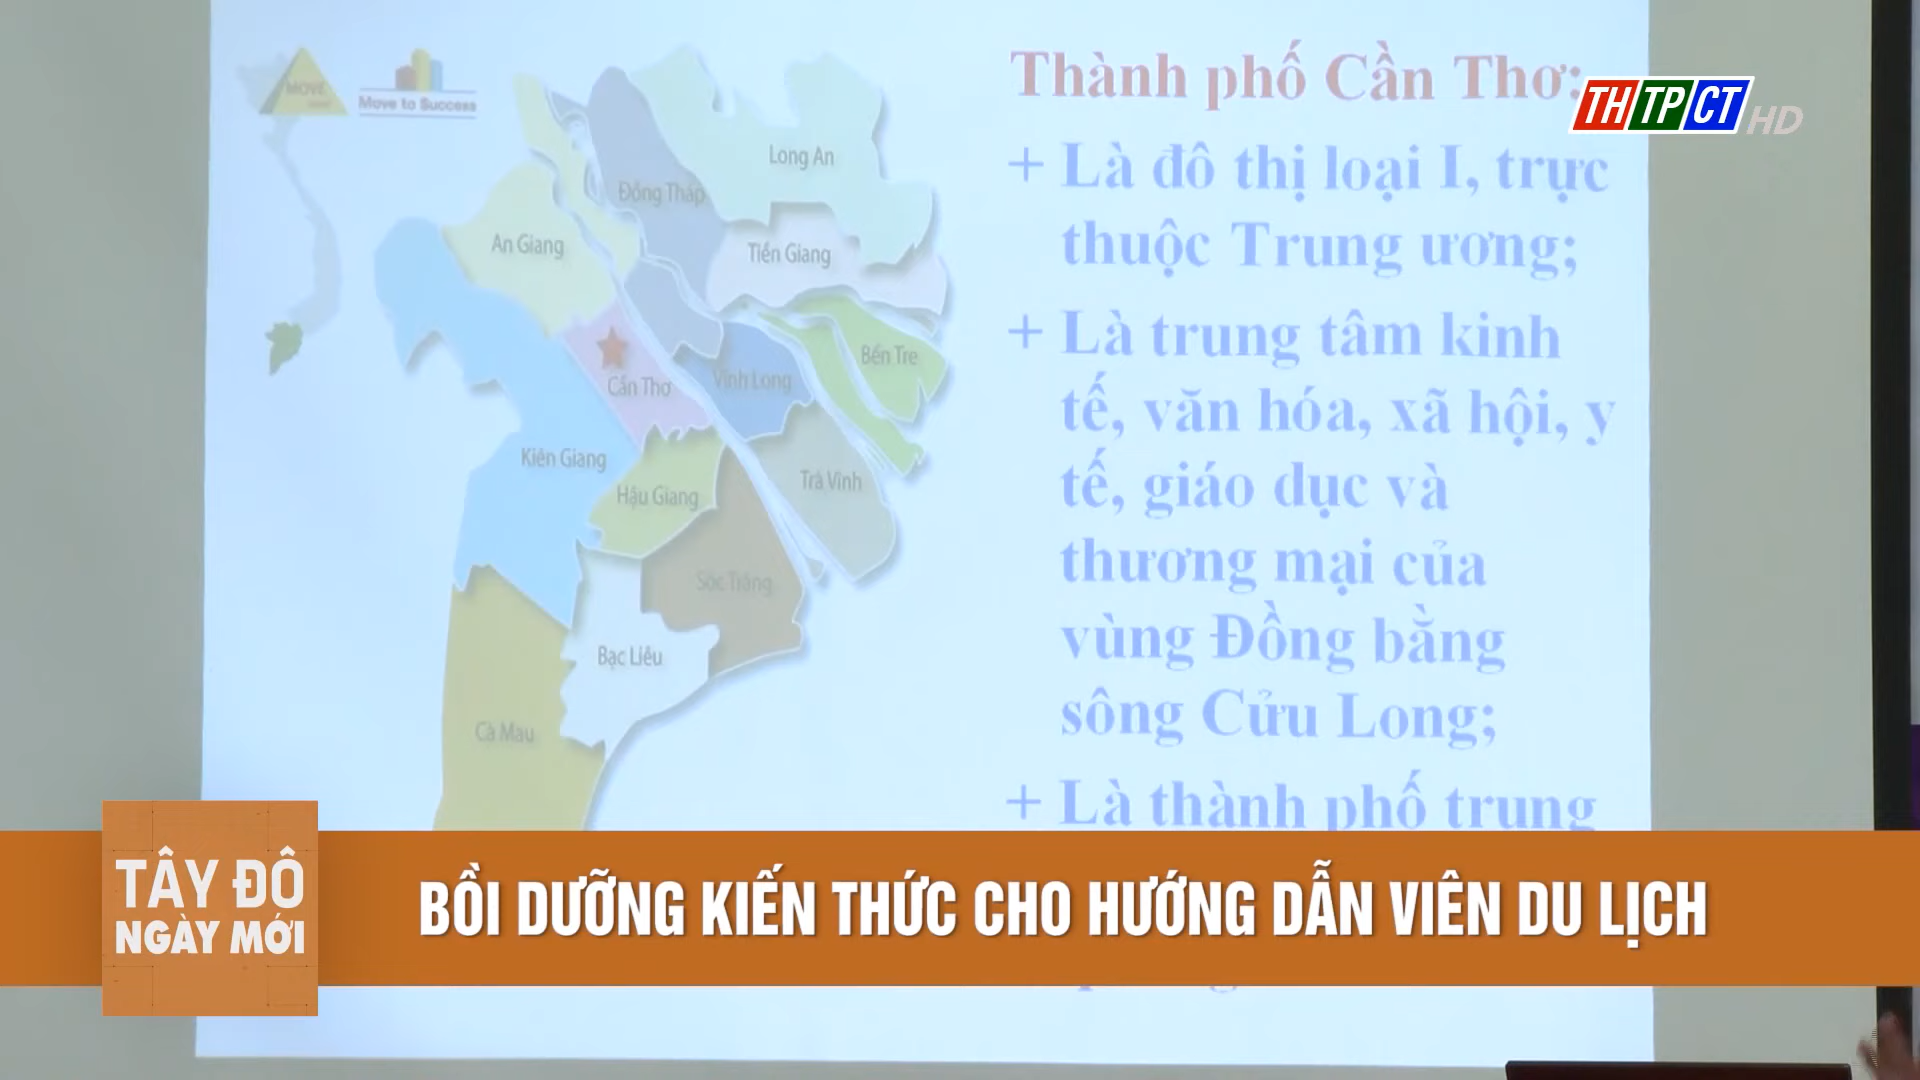 MOVE
Move to Success
Thành phố Cần Thơ:
THTPCT HD
+ Là đô thị loại I, trực
thuộc Trung ương;
+ Là trung tâm kinh
tế, văn hóa, xã hội, y
tế, giáo dục và
thương mại của
vùng Đồng bằng
sông Cửu Long;
+ Là thành phố trung
Long An
Đồng Tháp
An Giang
Tiền Giang
Bến Tre
Cần Thơ
Vĩnh Long
Kiên Giang
Trà Vinh
Hậu Giang
Sóc Trăng
Bạc Liêu
Cà Mau
TÂY ĐÔ
NGÀY MỚI
BỒI DƯỠNG KIẾN THỨC CHO HƯỚNG DẪN VIÊN DU LỊCH